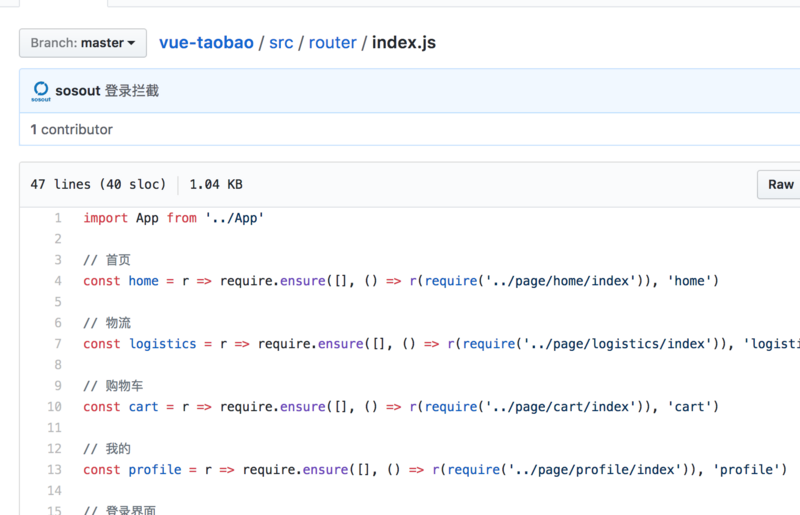 Branch: master
vue-taobao / src / router / index.js
sosout sosout 登录拦截
1 contributor
47 lines (40 sloc) 1.04 KB Raw
1 import App from '../App'
2
3 // 首页
4 const home = r => require.ensure([], () => r(require('../page/home/index')), 'home')
5
6 // 物流
7 const logistics = r => require.ensure([], () => r(require('../page/logistics/index')), 'logisti
8
9 // 购物车
10 const cart = r => require.ensure([], () => r(require('../page/cart/index')), 'cart')
11
12 // 我的
13 const profile = r => require.ensure([], () => r(require('../page/profile/index')), 'profile')
14
15 // 登录界面